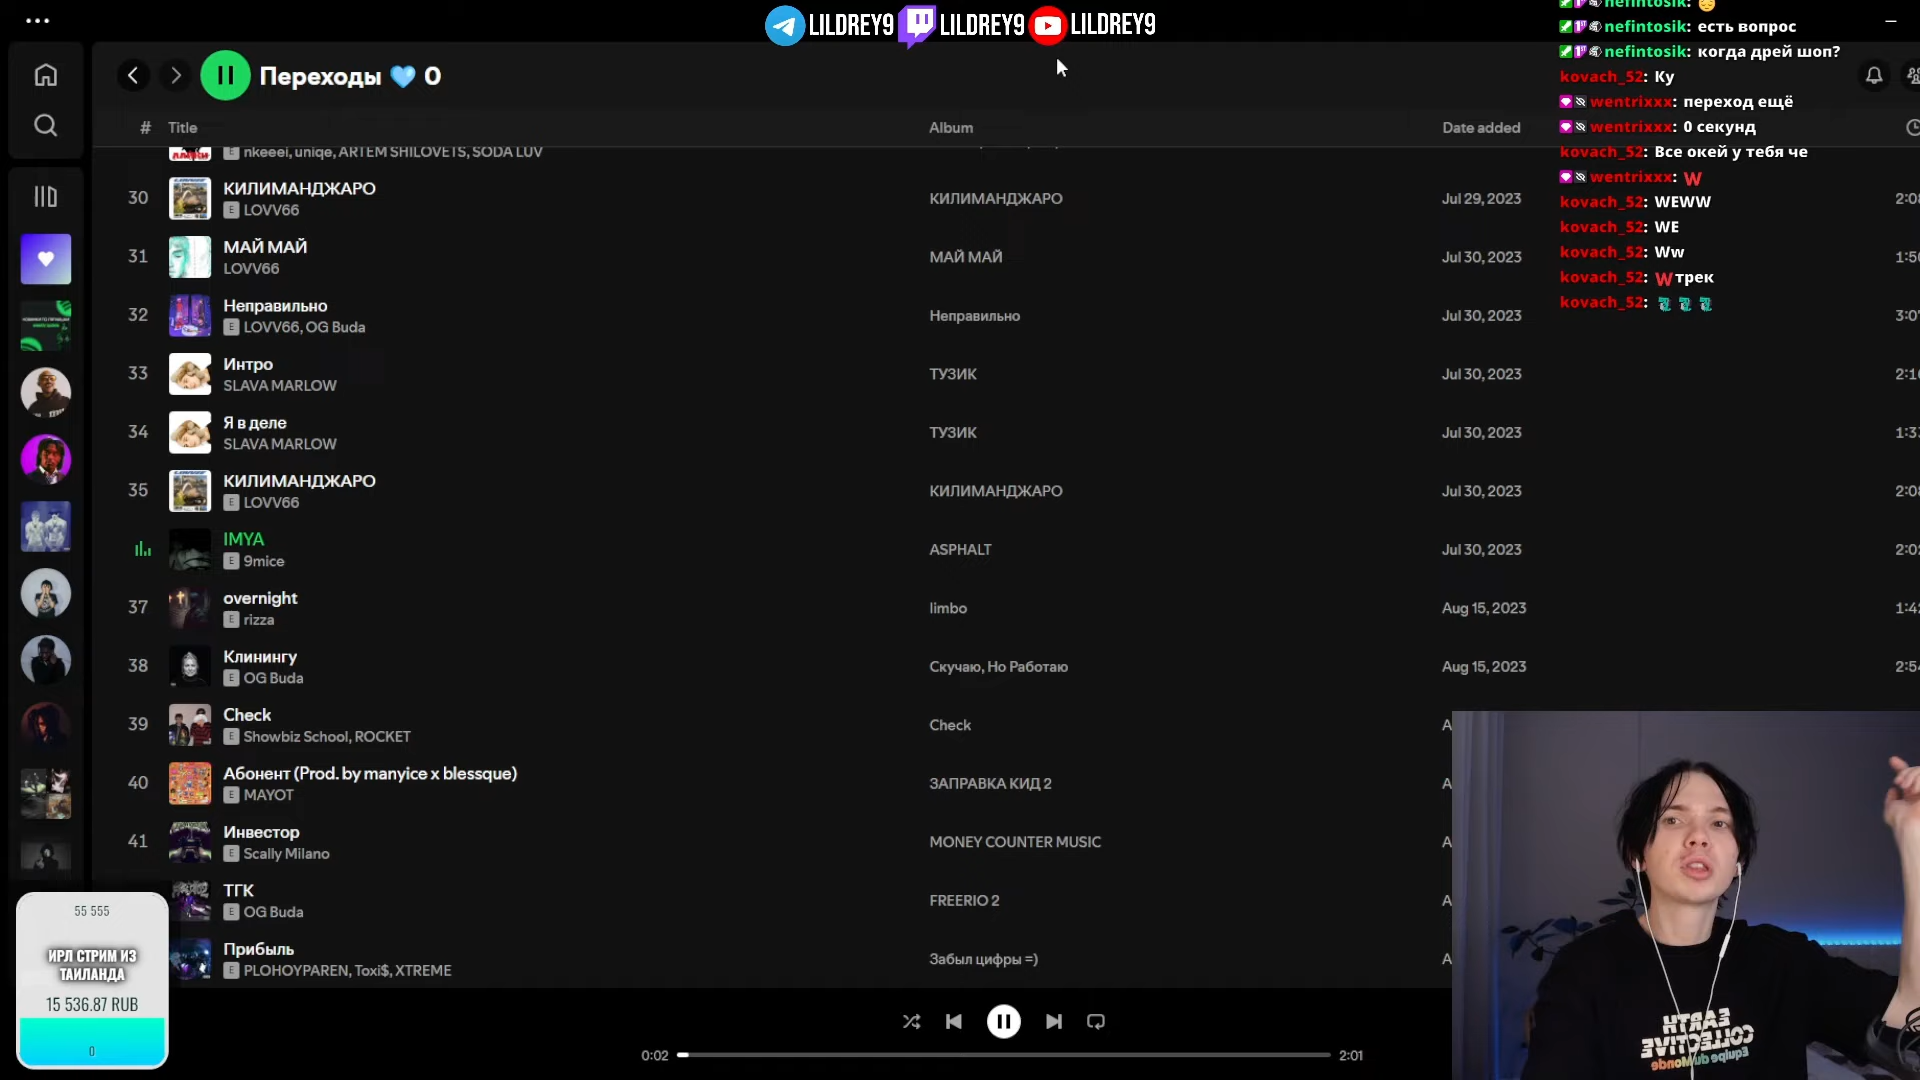 LILDREY9 LILDREY9 LILDREY9
Переходы 🩵 0
# Title Album Date added
nkeeei, uniqe, ARTEM SHILOVETS, SODA LUV
30 КИЛИМАНДЖАРО КИЛИМАНДЖАРО Jul 29, 2023
E LOVV66
31 МАЙ МАЙ МАЙ МАЙ Jul 30, 2023
LOVV66
32 Неправильно Неправильно Jul 30, 2023
E LOVV66, OG Buda
33 Интро ТУЗИК Jul 30, 2023
SLAVA MARLOW
34 Я в деле ТУЗИК Jul 30, 2023
SLAVA MARLOW
35 КИЛИМАНДЖАРО КИЛИМАНДЖАРО Jul 30, 2023
E LOVV66
IMYA ASPHALT Jul 30, 2023
E 9mice
37 overnight limbo Aug 15, 2023
E rizza
38 Клинингу Скучаю, Но Работаю Aug 15, 2023
E OG Buda
39 Check Check A
E Showbiz School, ROCKET
40 Абонент (Prod. by manyice x blessque) ЗАПРАВКА КИД 2 A
E MAYOT
41 Инвестор MONEY COUNTER MUSIC A
E Scally Milano
ТГК FREERIO 2 A
E OG Buda
Прибыль Забыл цифры =) A
E PLOHOYPAREN, Toxi$, XTREME
0:02 2:01
nefintosik:
nefintosik: есть вопрос
nefintosik: когда дрей шоп?
kovach_52: Ку
wentrixxx: переход ещё
wentrixxx: 0 секунд
kovach_52: Все окей у тебя че
wentrixxx: W
kovach_52: WEWW
kovach_52: WE
kovach_52: Ww
kovach_52: W трек
kovach_52:
55 555
ИРЛ СТРИМ ИЗ
ТАИЛАНДА
15 536.87 RUB
0
EARTH
COLLECTIVE
Equipe du Monde